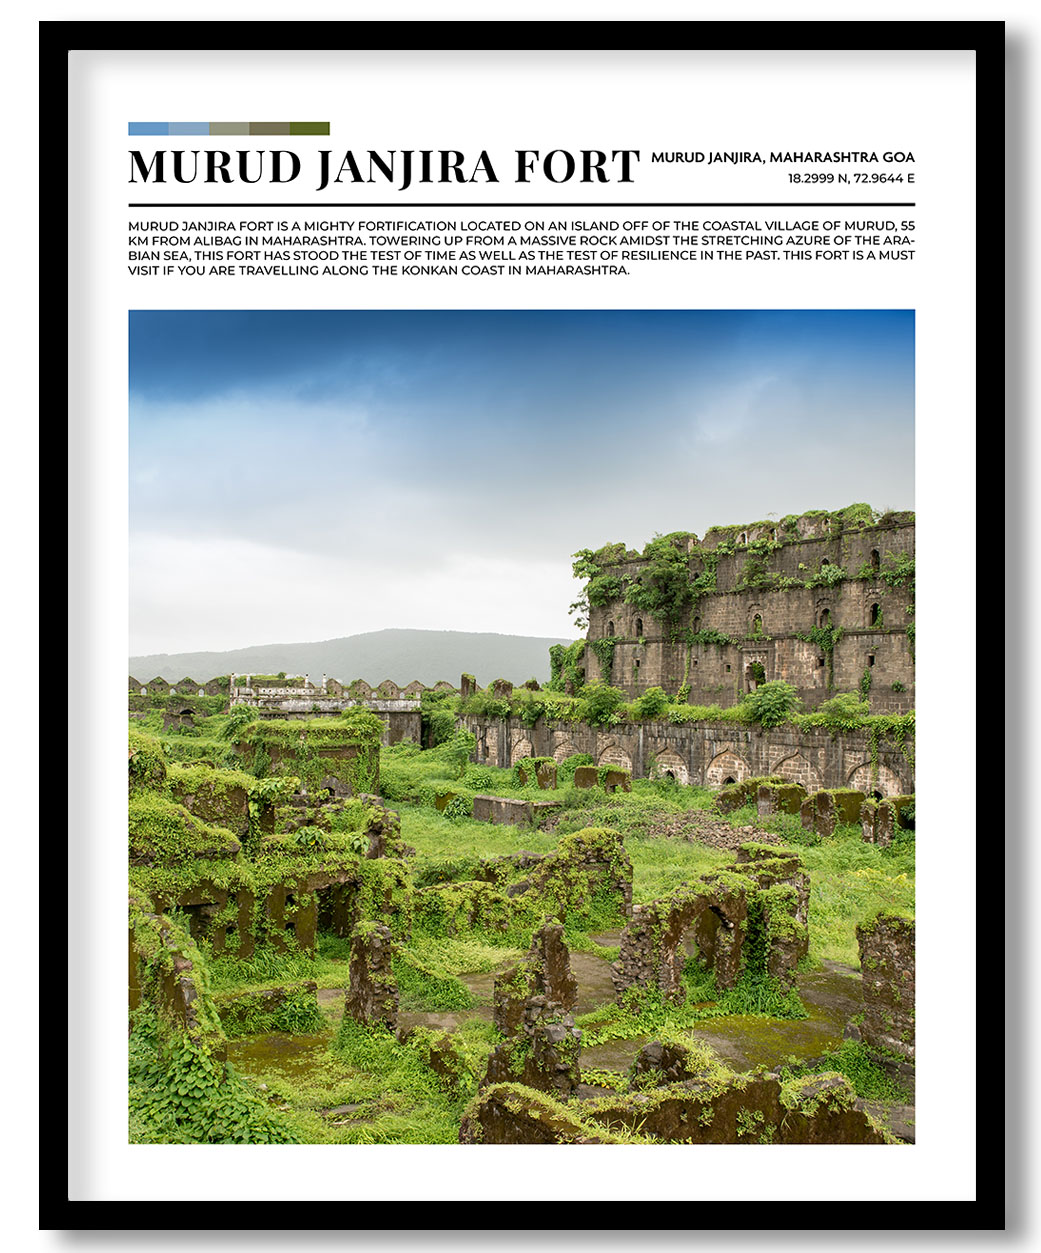 MURUD JANJIRA FORT
MURUD JANJIRA, MAHARASHTRA GOA
18.2999 N, 72.9644 E
MURUD JANJIRA FORT IS A MIGHTY FORTIFICATION LOCATED ON AN ISLAND OFF OF THE COASTAL VILLAGE OF MURUD, 55
KM FROM ALIBAG IN MAHARASHTRA. TOWERING UP FROM A MASSIVE ROCK AMIDST THE STRETCHING AZURE OF THE ARA-
BIAN SEA, THIS FORT HAS STOOD THE TEST OF TIME AS WELL AS THE TEST OF RESILIENCE IN THE PAST. THIS FORT IS A MUST
VISIT IF YOU ARE TRAVELLING ALONG THE KONKAN COAST IN MAHARASHTRA.